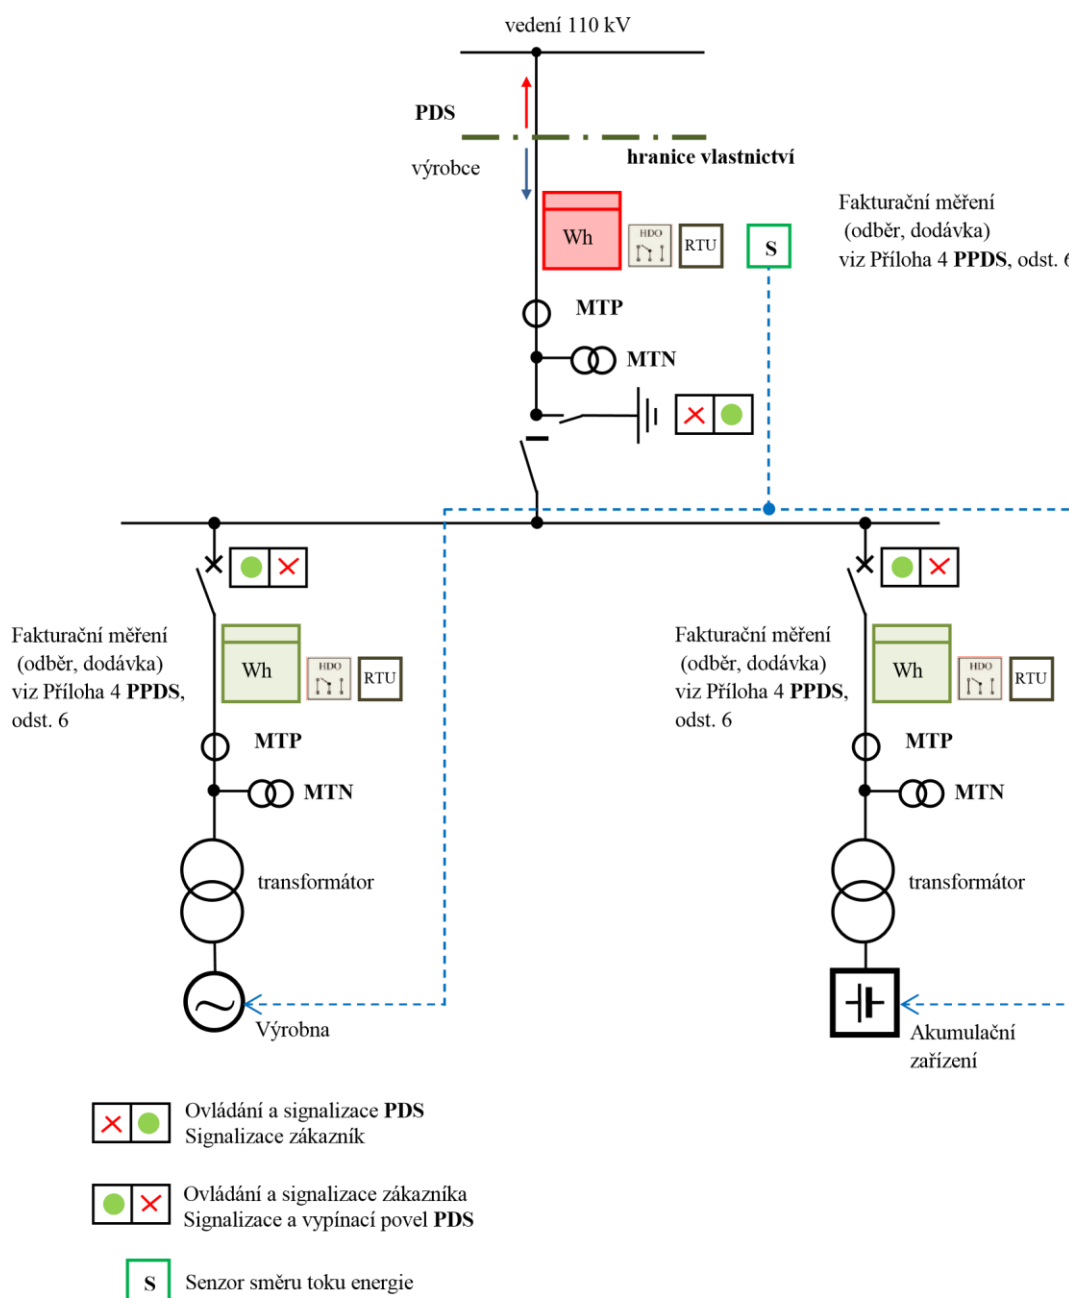 vedení 110 kV
PDS
hranice vlastnictví
výrobce
Fakturační měření
(odběr, dodávka)
viz Příloha 4 PPDS, odst. 6
Wh
HDO
RTU
S
MTP
MTN
Fakturační měření
(odběr, dodávka)
viz Příloha 4 PPDS,
odst. 6
Wh
HDO
RTU
MTP
MTN
transformátor
Výrobna
Fakturační měření
(odběr, dodávka)
viz Příloha 4 PPDS,
odst. 6
Wh
HDO
RTU
MTP
MTN
transformátor
Akumulační
zařízení
Ovládání a signalizace PDS
Signalizace zákazník
Ovládání a signalizace zákazníka
Signalizace a vypínací povel PDS
S
Senzor směru toku energie